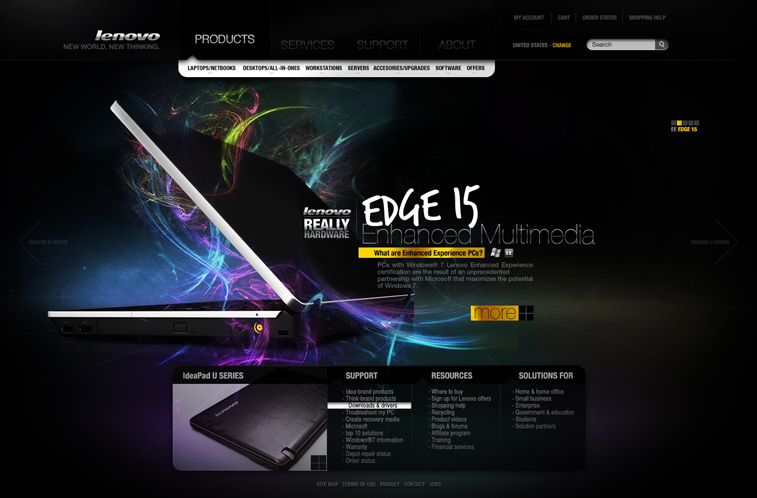 MY ACCOUNT CART ORDER STATUS SHOPPING HELP
lenovo
NEW WORLD. NEW THINKING.
PRODUCTS SERVICES SUPPORT ABOUT
UNITED STATES - CHANGE
Search
LAPTOPS/NETBOOKS DESKTOPS/ALL-IN-ONES WORKSTATIONS SERVERS ACCESORIES/UPGRADES SOFTWARE OFFERS
EE EDGE 15
lenovo
REALLY
HARDWARE
EDGE 15
Enhanced Multimedia
What are Enhanced Experience PCs?
PCs with Windows® 7 Lenovo Enhanced Experience
certification are the result of an unprecedented
partnership with Microsoft that maximizes the potential
of Windows 7.
IDEAPAD U-SERIES
IDEAPAD U-SERIES
more
IdeaPad U SERIES
lenovo
SUPPORT
- Idea-brand products
- Think-brand products
Downloads & drivers
- Troubleshoot my PC
- Create recovery media
- Microsoft
- top 10 solutions
- Windows®7 information
- Warranty
- Depot repair status
- Order status
RESOURCES
- Where to buy
- Sign up for Lenovo offers
- Shopping help
- Recycling
- Product videos
- Blogs & forums
- Affiliate program
- Training
- Financial services
SOLUTIONS FOR
- Home & home office
- Small business
- Enterprise
- Government & education
- Students
- Solution partners
SITE MAP TERMS OF USE PRIVACY CONTACT JOBS